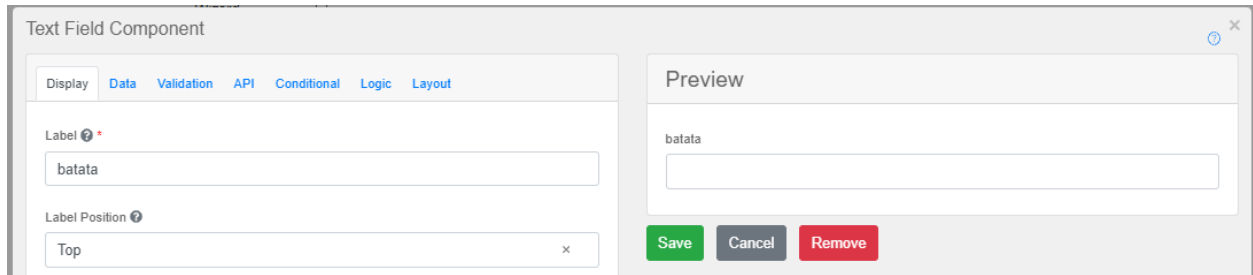 Text Field Component
×
Display Data Validation API Conditional Logic Layout
Label *
batata
Label Position
Top ×
Preview
batata
Save Cancel Remove